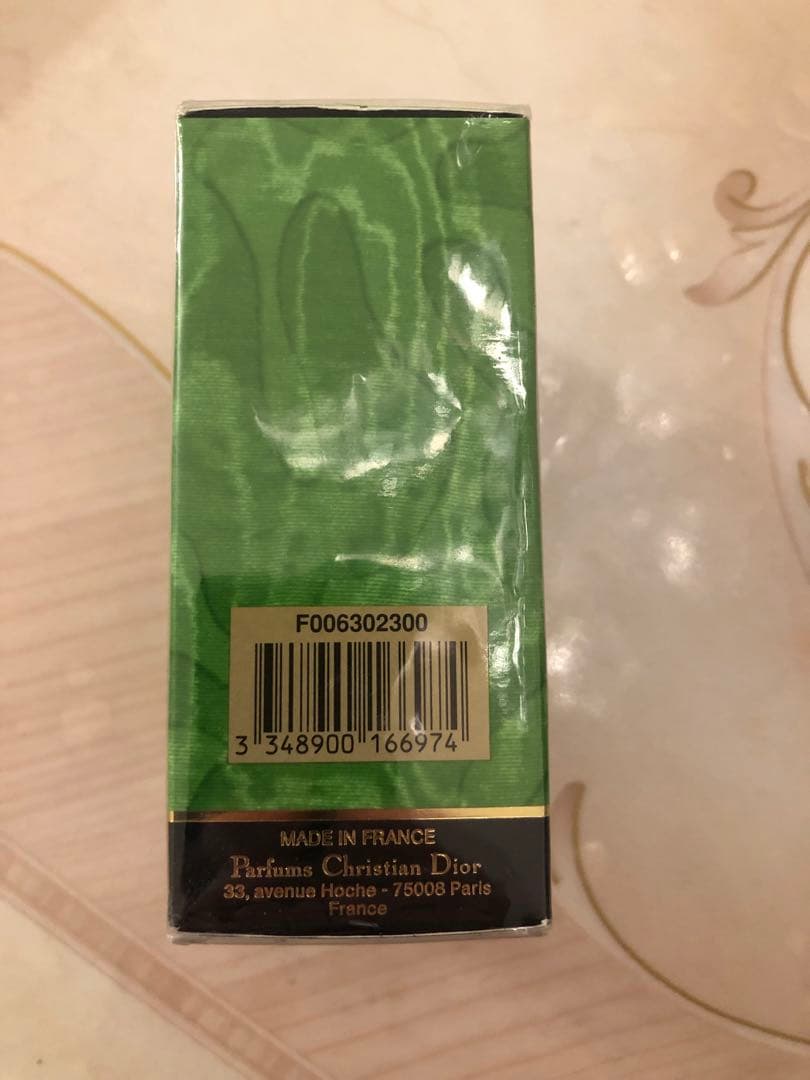 F006302300
3 348900 166974
MADE IN FRANCE
Parfums Christian Dior
33, avenue Hoche - 75008 Paris
France